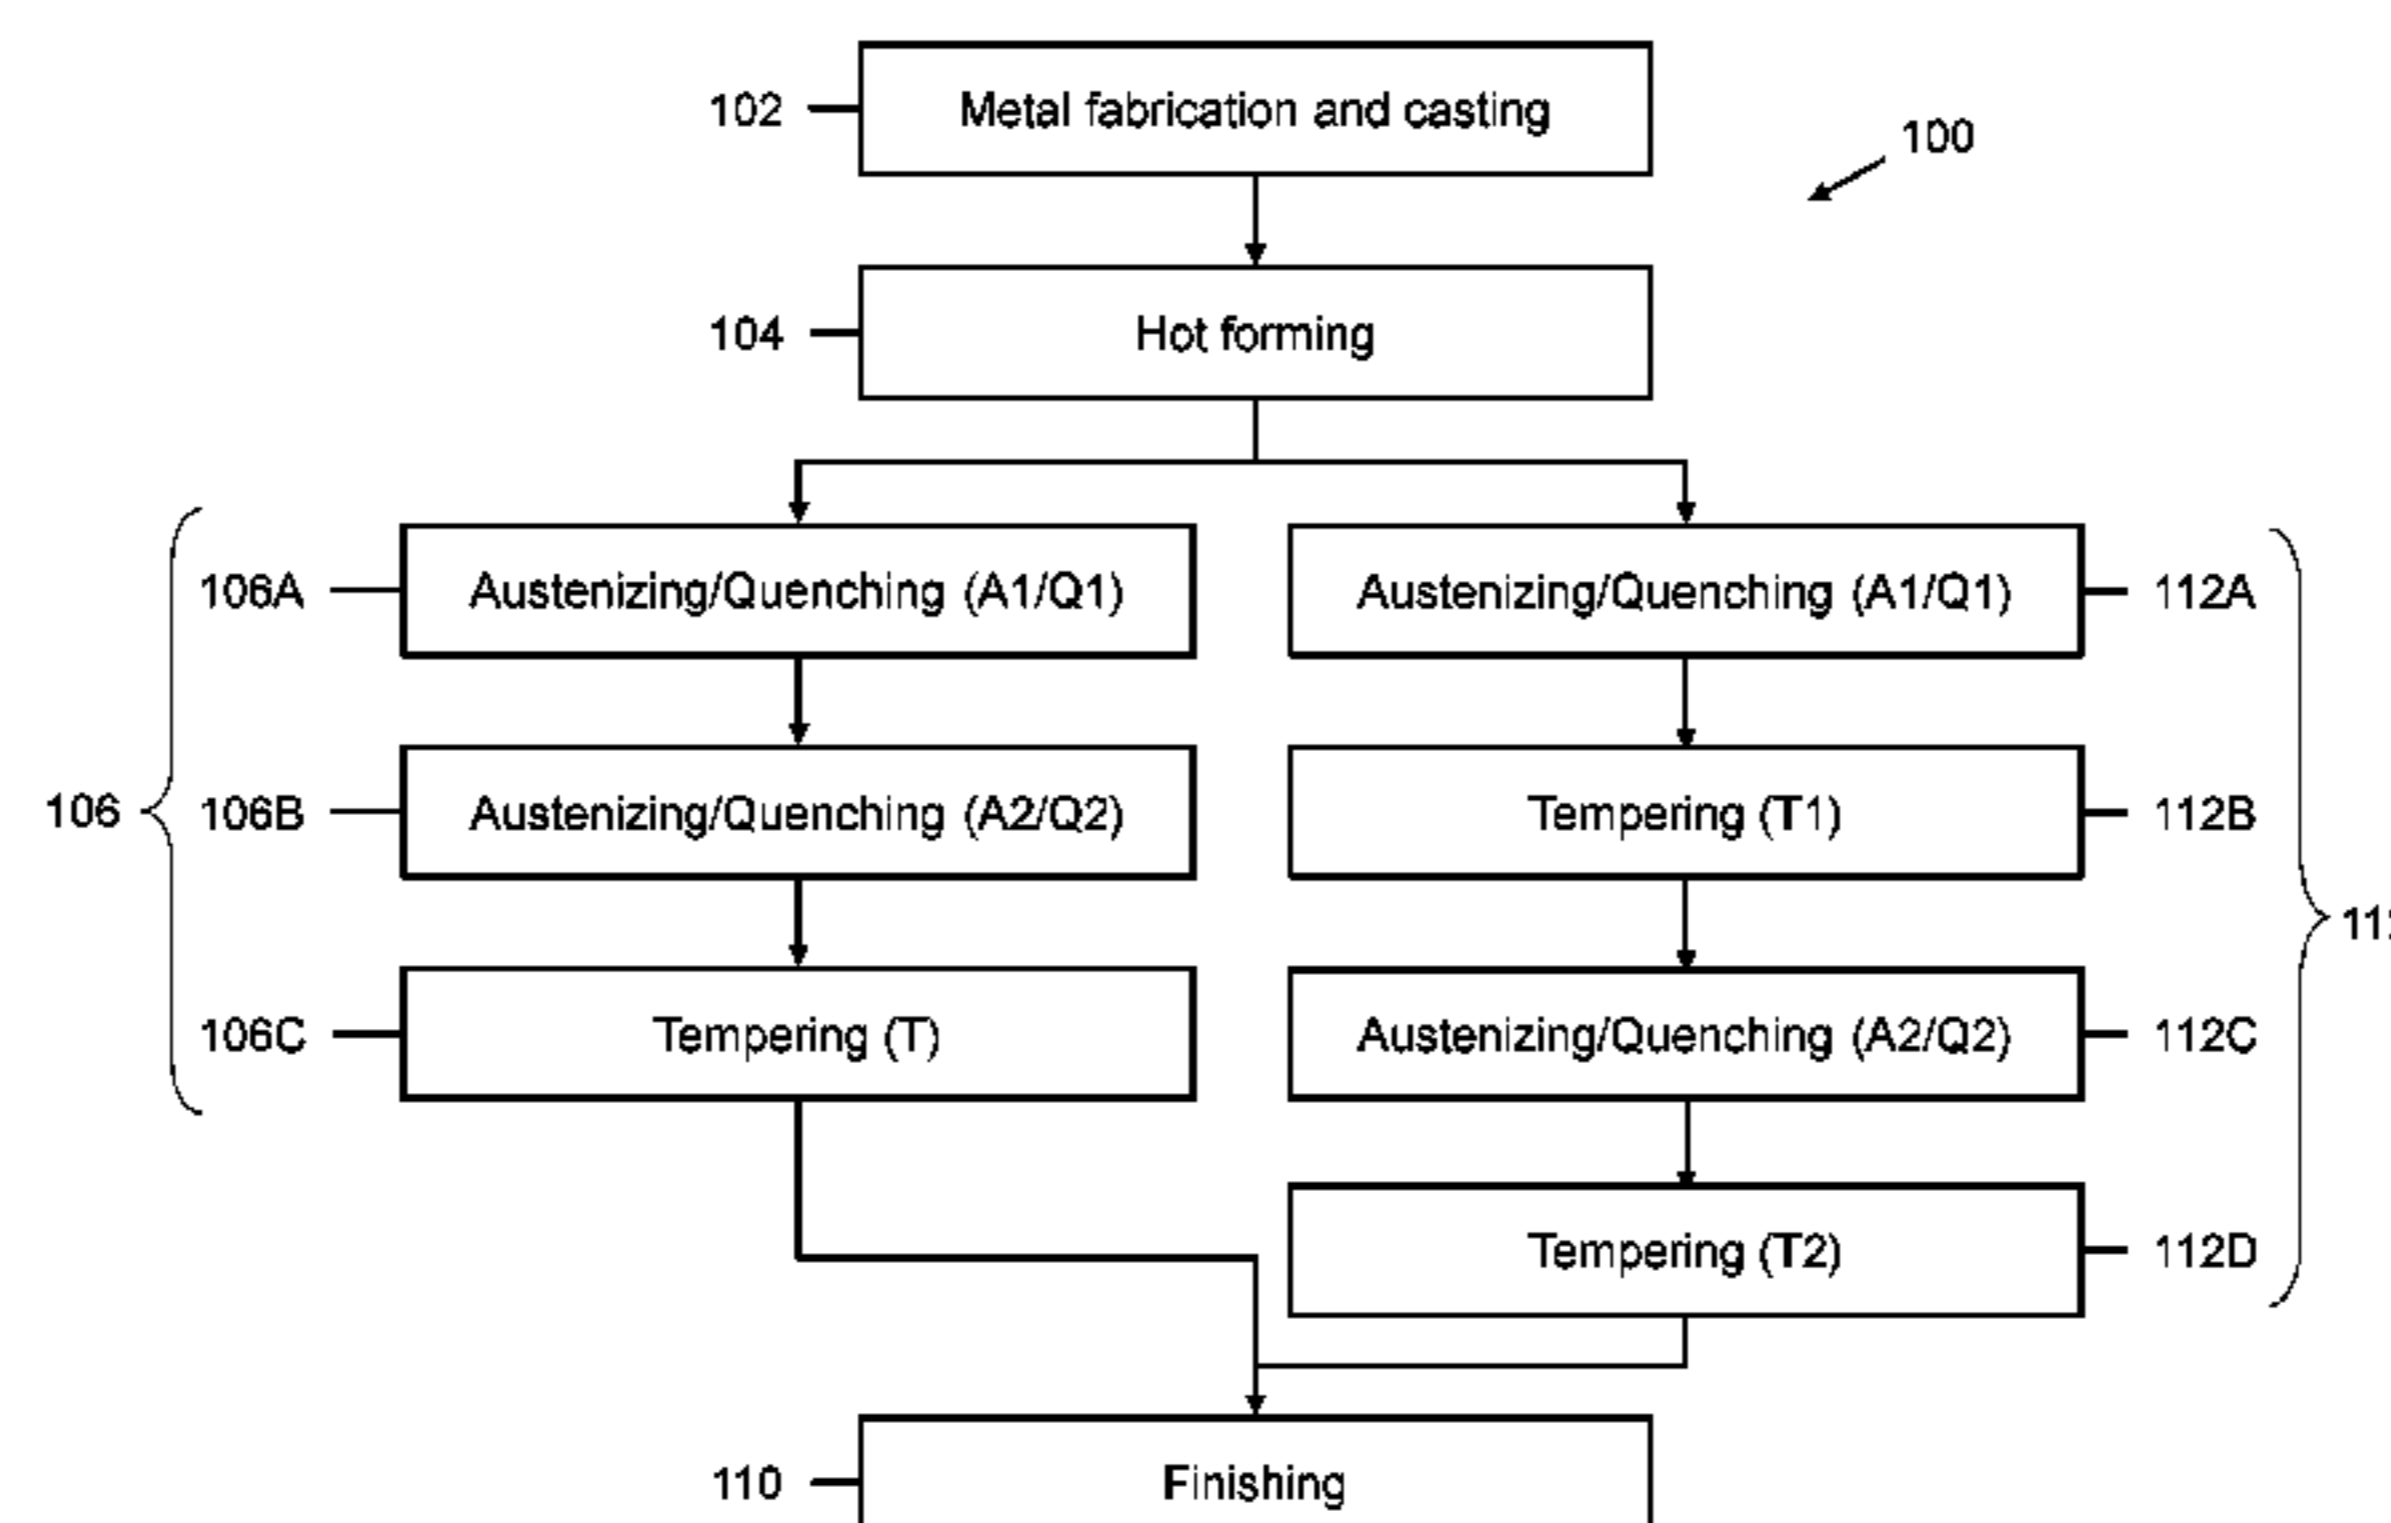 102 Metal fabrication and casting
100
104 Hot forming
106A Austenizing/Quenching (A1/Q1) Austenizing/Quenching (A1/Q1) 112A
106 106B Austenizing/Quenching (A2/Q2) Tempering (T1) 112B
106C Tempering (T) Austenizing/Quenching (A2/Q2) 112C
Tempering (T2) 112D
110 Finishing